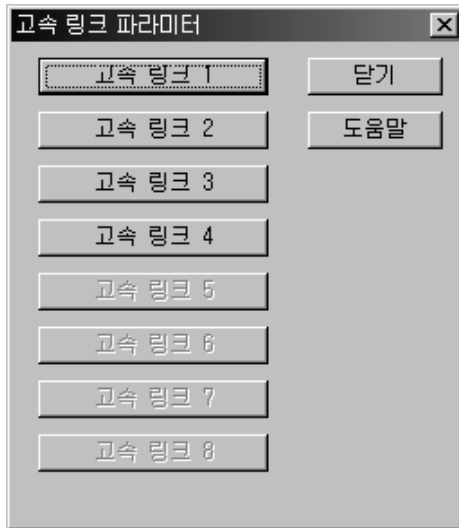 고속 링크 파라미터
고속 링크 1
닫기
고속 링크 2
도움말
고속 링크 3
고속 링크 4
고속 링크 5
고속 링크 6
고속 링크 7
고속 링크 8